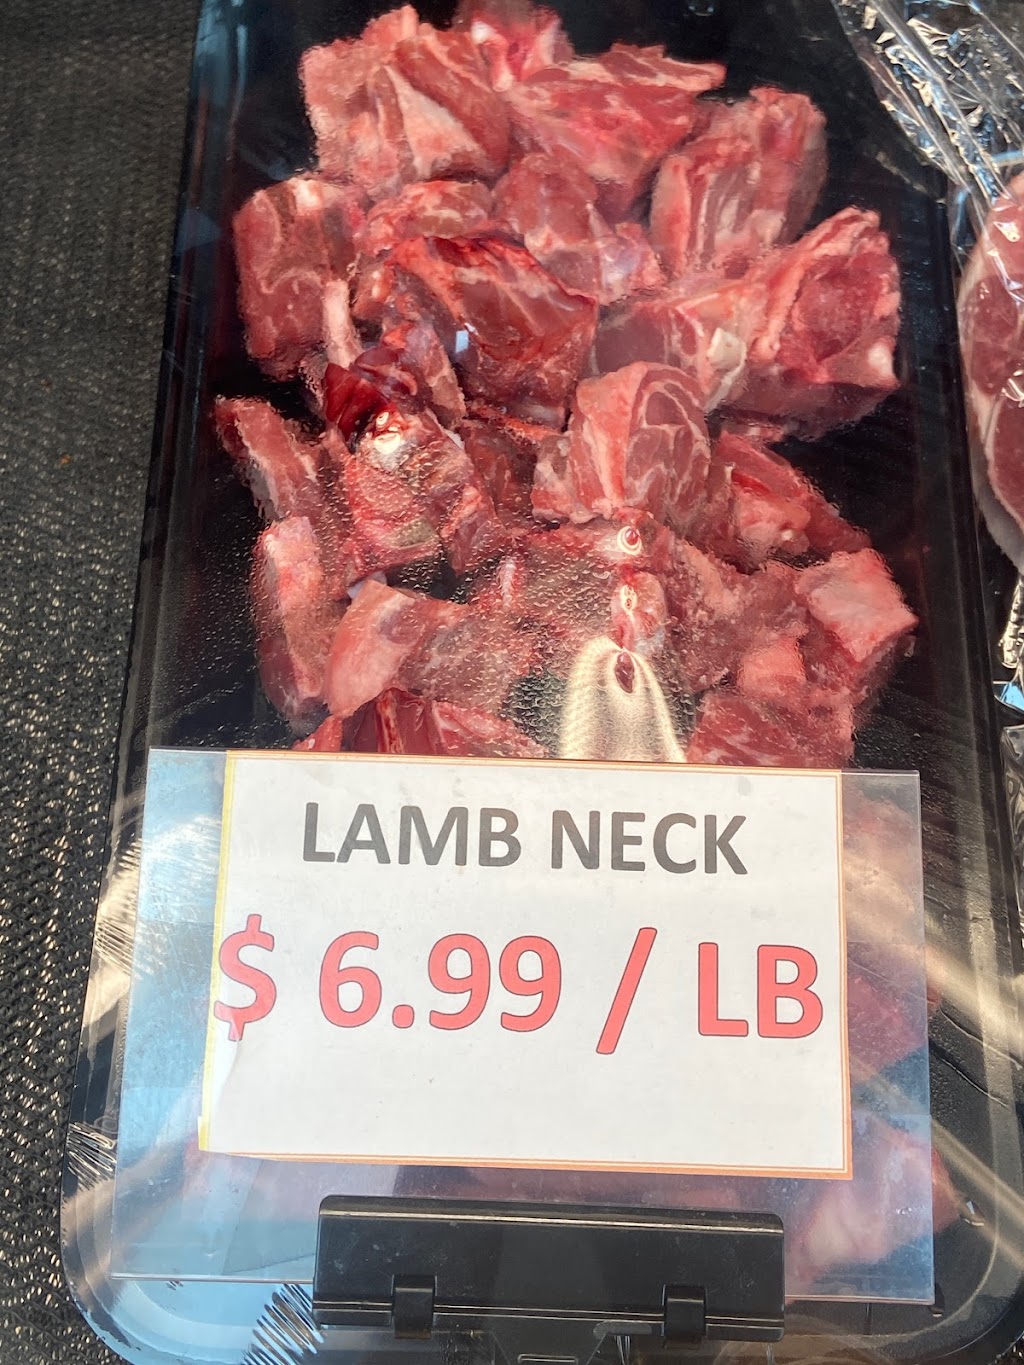 LAMB NECK
$ 6.99 / LB